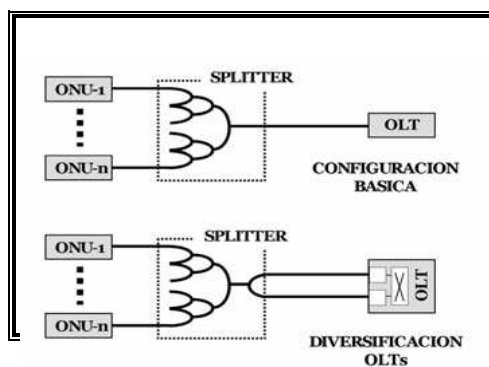 SPLITTER
ONU-1
OLT
ONU-n
CONFIGURACION
BASICA
SPLITTER
ONU-1
OLT
ONU-n
DIVERSIFICACION
OLTs